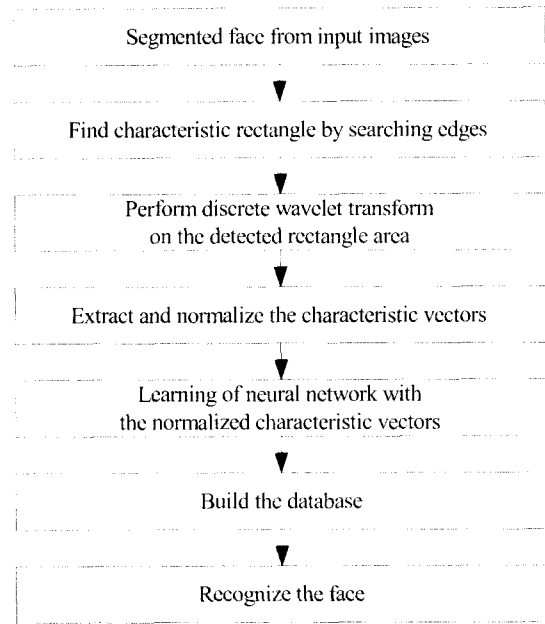 Segmented face from input images
Find characteristic rectangle by searching edges
Perform discrete wavelet transform
on the detected rectangle area
Extract and normalize the characteristic vectors
Learning of neural network with
the normalized characteristic vectors
Build the database
Recognize the face